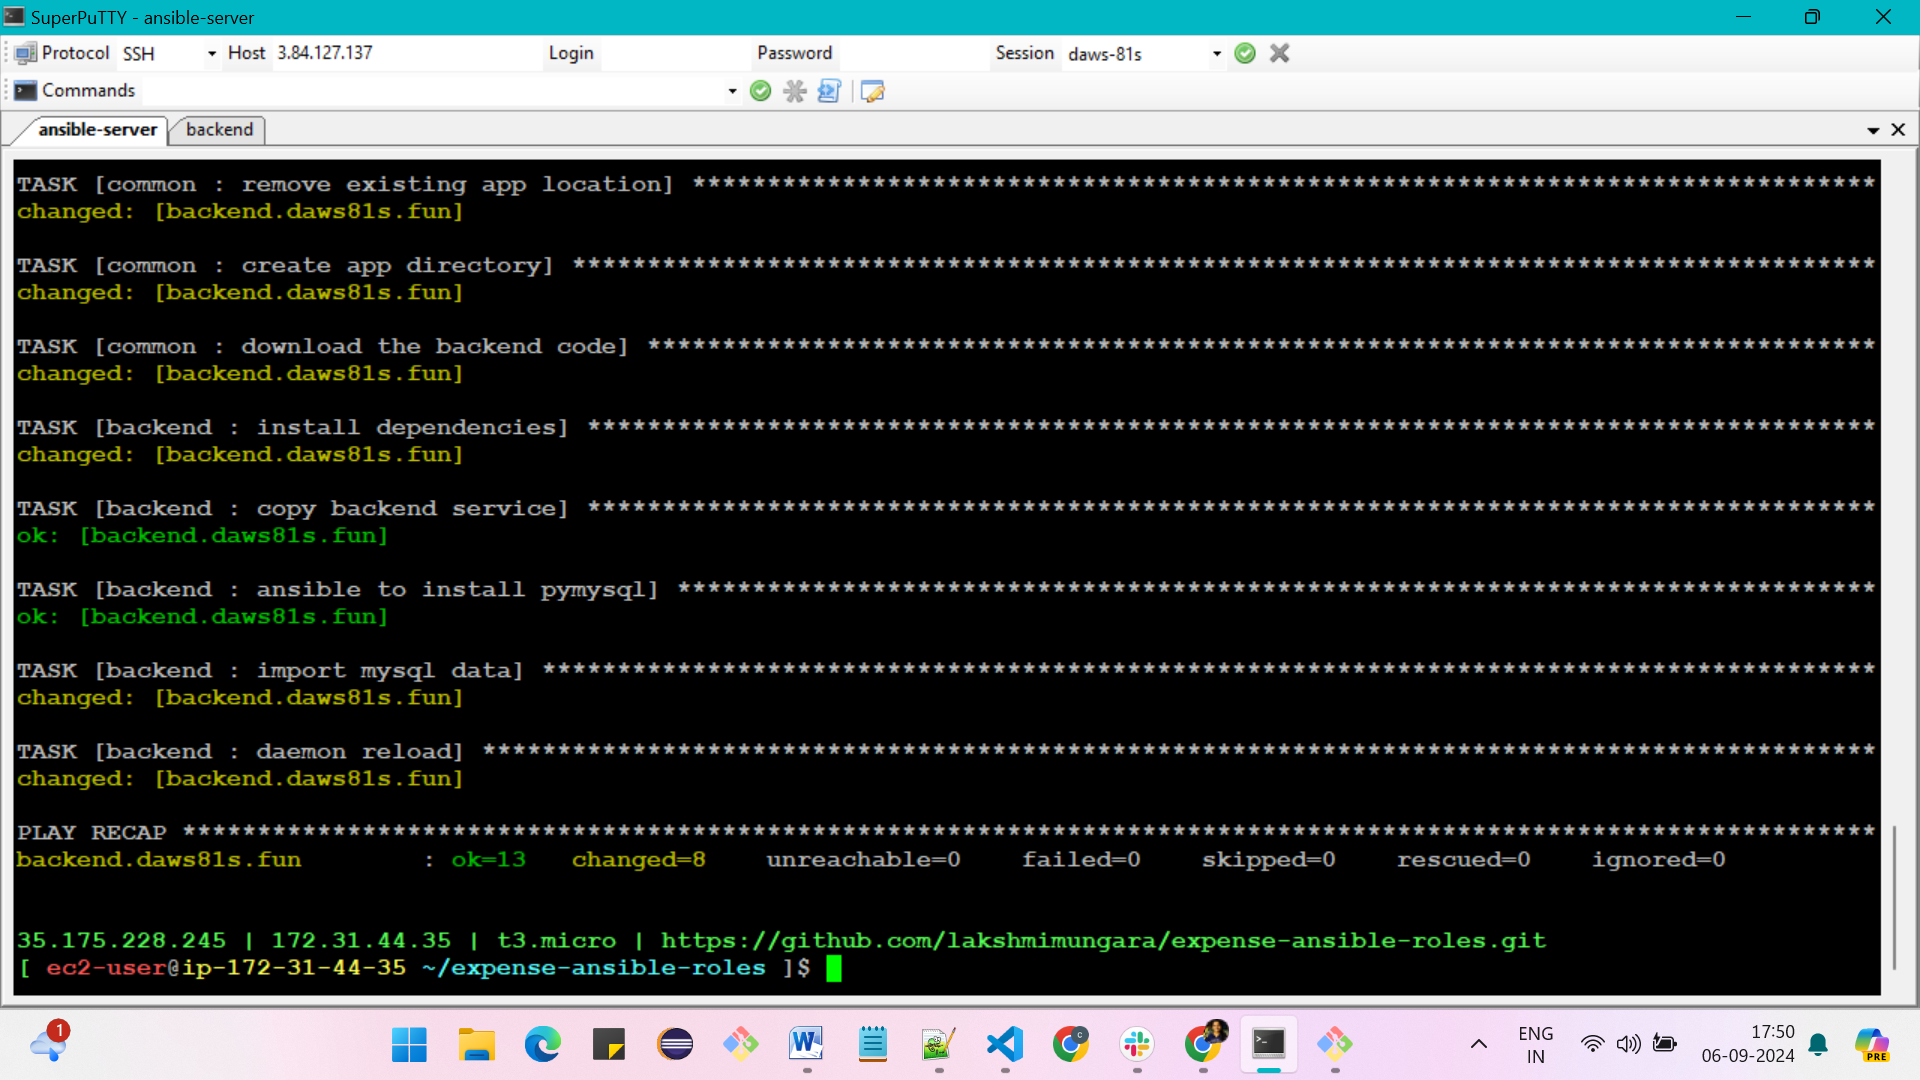 SuperPuTTY - ansible-server
Protocol SSH Host 3.84.127.137 Login Password Session daws-81s
Commands
ansible-server backend
TASK [common : remove existing app location] *******************************************************************************
changed: [backend.daws81s.fun]
TASK [common : create app directory] ***************************************************************************************
changed: [backend.daws81s.fun]
TASK [common : download the backend code] **********************************************************************************
changed: [backend.daws81s.fun]
TASK [backend : install dependencies] **************************************************************************************
changed: [backend.daws81s.fun]
TASK [backend : copy backend service] **************************************************************************************
ok: [backend.daws81s.fun]
TASK [backend : ansible to install pymysql] ********************************************************************************
ok: [backend.daws81s.fun]
TASK [backend : import mysql data] *****************************************************************************************
changed: [backend.daws81s.fun]
TASK [backend : daemon reload] *********************************************************************************************
changed: [backend.daws81s.fun]
PLAY RECAP *****************************************************************************************************************
backend.daws81s.fun : ok=13 changed=8 unreachable=0 failed=0 skipped=0 rescued=0 ignored=0
35.175.228.245 | 172.31.44.35 | t3.micro | https://github.com/lakshmimungara/expense-ansible-roles.git
[ ec2-user@ip-172-31-44-35 ~/expense-ansible-roles ]$
1
ENG
IN
17:50
06-09-2024
PRE